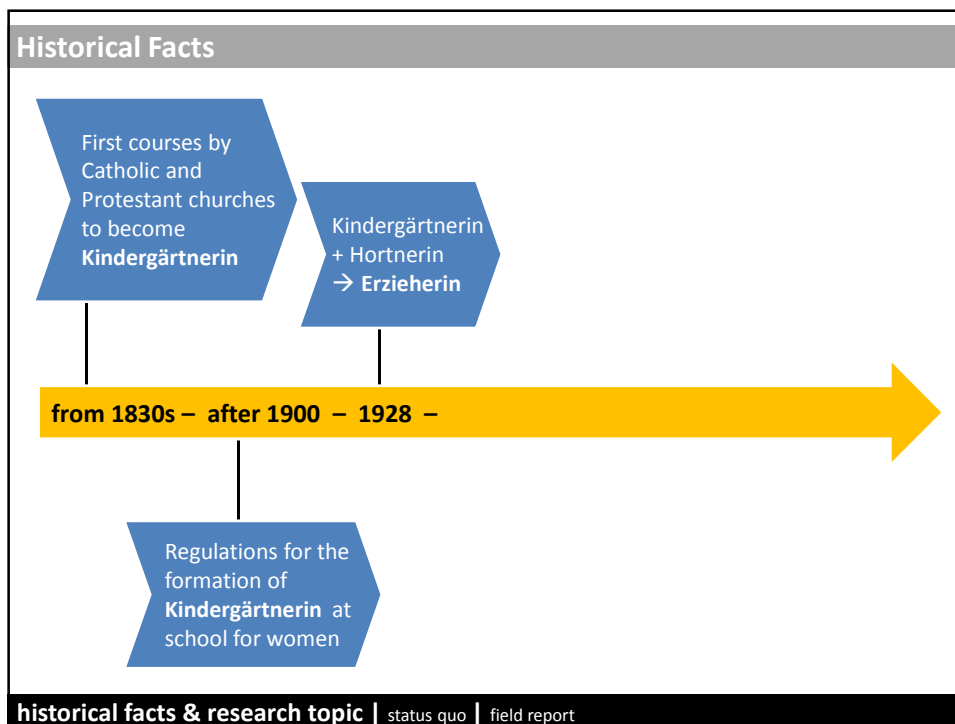 Historical Facts
First courses by
Catholic and
Protestant churches
to become
Kindergärtnerin
Kindergärtnerin
+ Hortnerin
→ Erzieherin
from 1830s – after 1900 – 1928 –
Regulations for the
formation of
Kindergärtnerin at
school for women
historical facts & research topic | status quo | field report